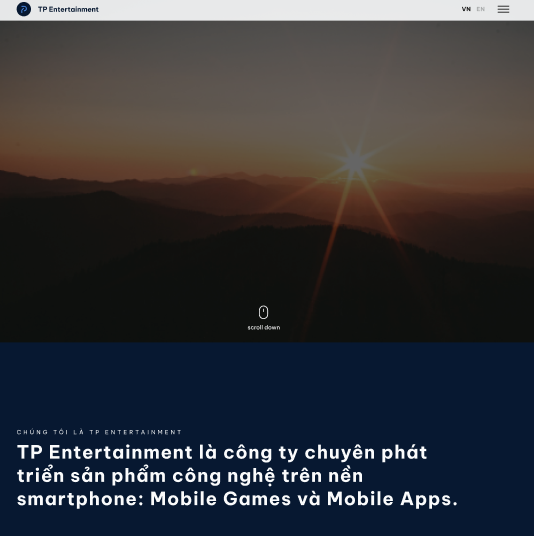 TP Entertainment
VN EN
scroll down
CHÚNG TÔI LÀ TP ENTERTAINMENT
TP Entertainment là công ty chuyên phát
triển sản phẩm công nghệ trên nền
smartphone: Mobile Games và Mobile Apps.